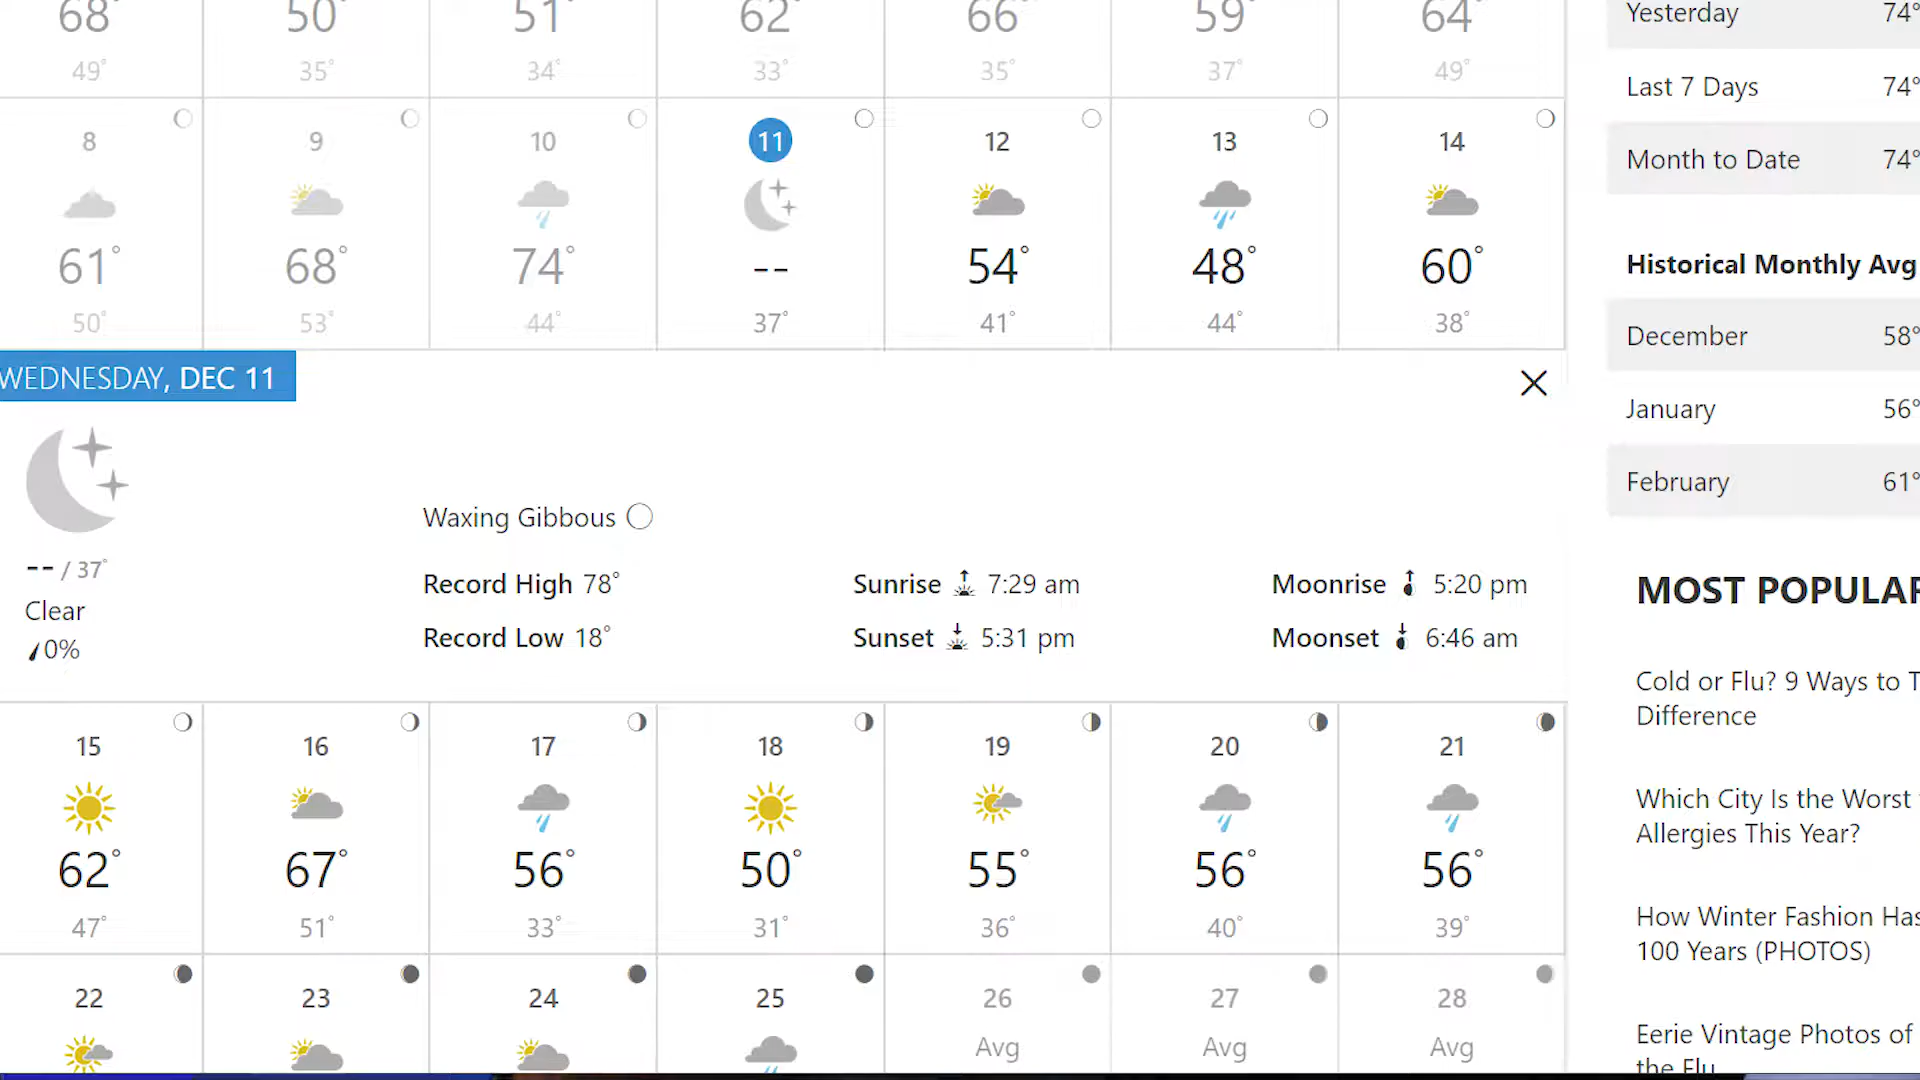 68° 50° 51° 62° 66° 59° 64°
49° 35° 34° 33° 35° 37° 49°
8 9 10 11 12 13 14
61° 68° 74° -- 54° 48° 60°
50° 53° 44° 37° 41° 44° 38°
WEDNESDAY, DEC 11
-- / 37°
Clear
0%
Waxing Gibbous
Record High 78°
Record Low 18°
Sunrise 7:29 am
Sunset 5:31 pm
Moonrise 5:20 pm
Moonset 6:46 am
15 16 17 18 19 20 21
62° 67° 56° 50° 55° 56° 56°
47° 51° 33° 31° 36° 40° 39°
22 23 24 25 26 27 28
Avg Avg Avg
Yesterday 74°
Last 7 Days 74°
Month to Date 74°
Historical Monthly Avg
December 58°
January 56°
February 61°
MOST POPULAR
Cold or Flu? 9 Ways to T
Difference
Which City Is the Worst
Allergies This Year?
How Winter Fashion Has
100 Years (PHOTOS)
Eerie Vintage Photos of
the Flu